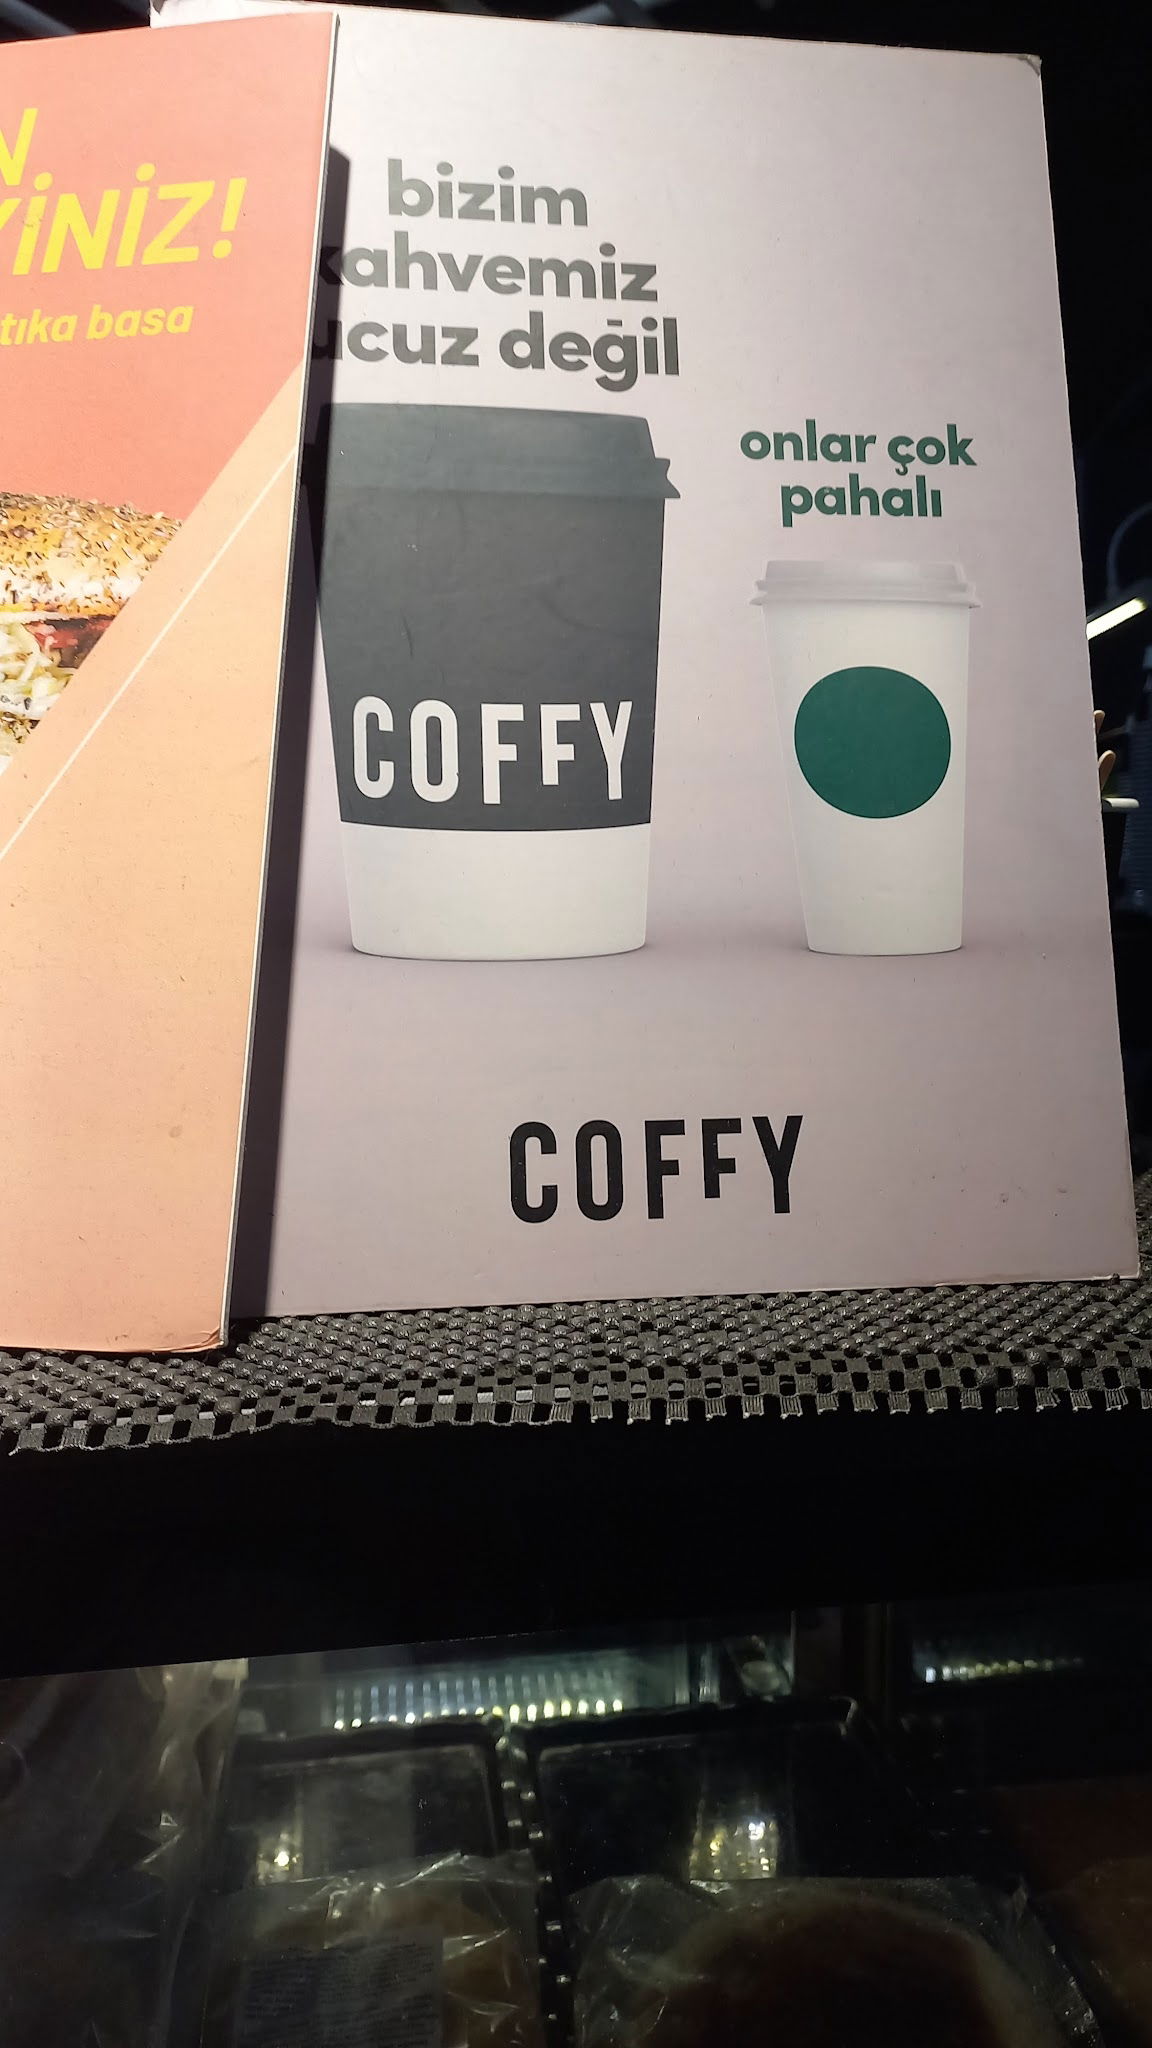 YİNİZ!
tıka basa
bizim
kahvemiz
ucuz değil
onlar çok
pahalı
COFFY
COFFY